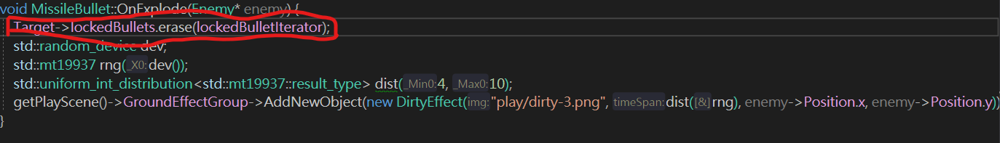 void MissileBullet::OnExplode(Enemy* enemy) {
Target->lockedBullets.erase(lockedBulletIterator);
std::random_device dev;
std::mt19937 rng(_X0:dev());
std::uniform_int_distribution<std::mt19937::result_type> dist(_Min0:4, _Max0:10);
getPlayScene()->GroundEffectGroup->AddNewObject(new DirtyEffect(img:"play/dirty-3.png", timeSpan:dist([&]rng), enemy->Position.x, enemy->Position.y))
}